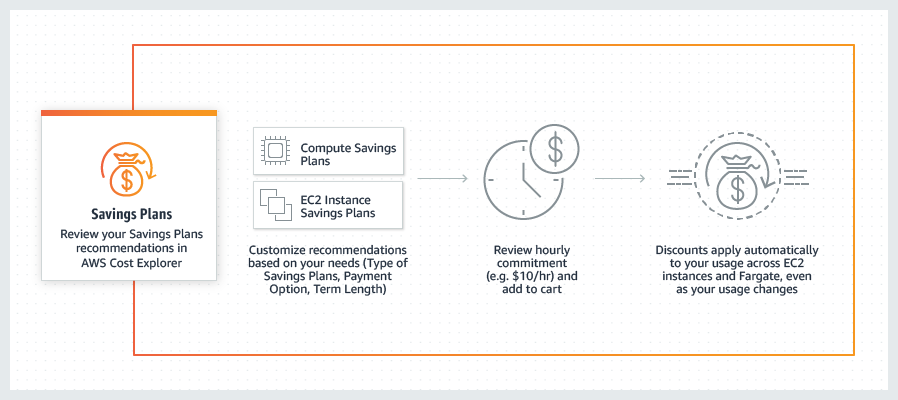 Savings Plans
Review your Savings Plans
recommendations in
AWS Cost Explorer
Compute Savings
Plans
EC2 Instance
Savings Plans
Customize recommendations
based on your needs (Type of
Savings Plans, Payment
Option, Term Length)
$
Review hourly
commitment
(e.g. $10/hr) and
add to cart
$
Discounts apply automatically
to your usage across EC2
instances and Fargate, even
as your usage changes